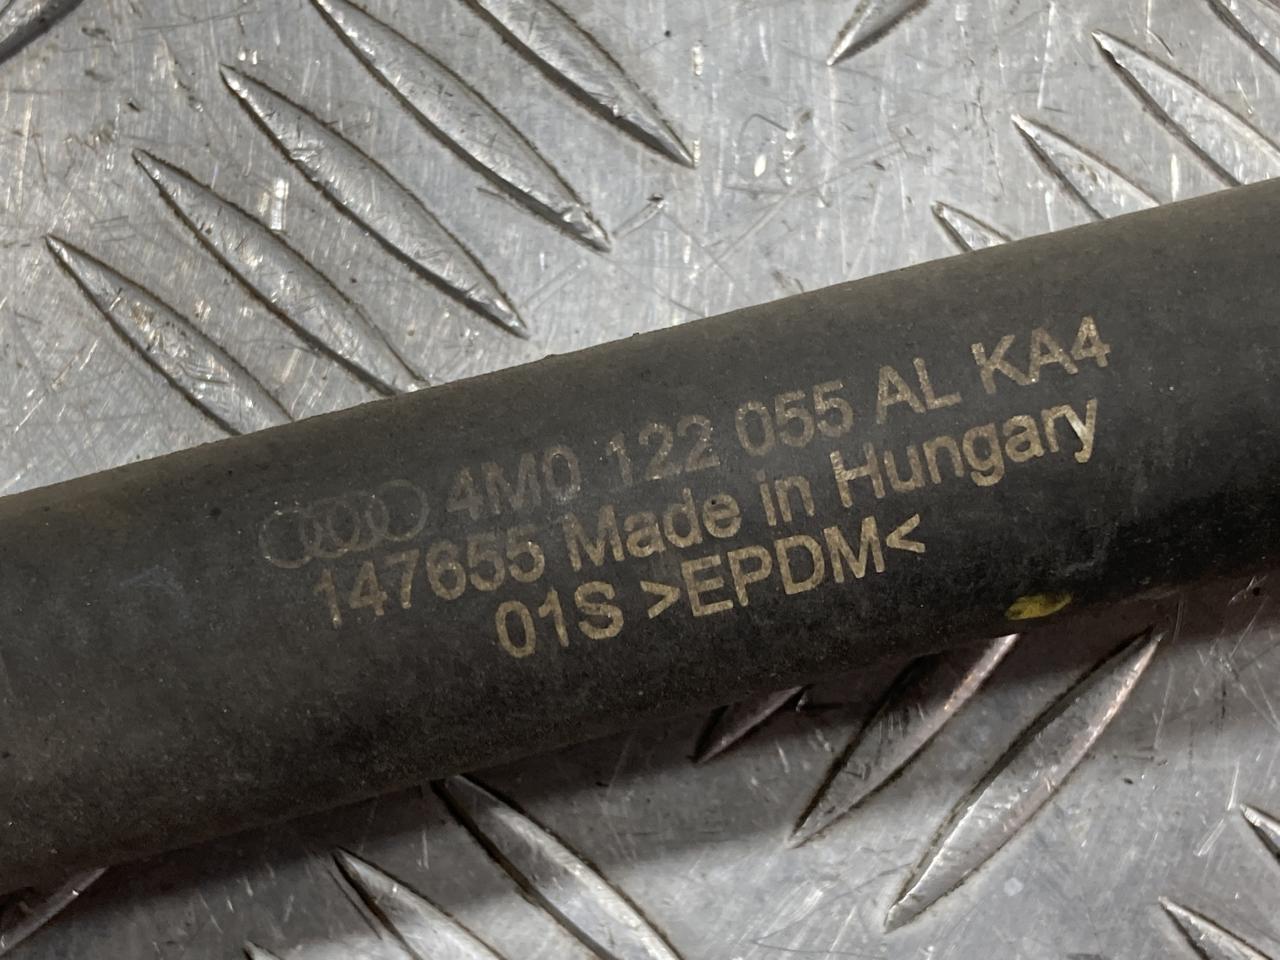 4M0 122 055 AL KA4
147655 Made in Hungary
01S >EPDM<